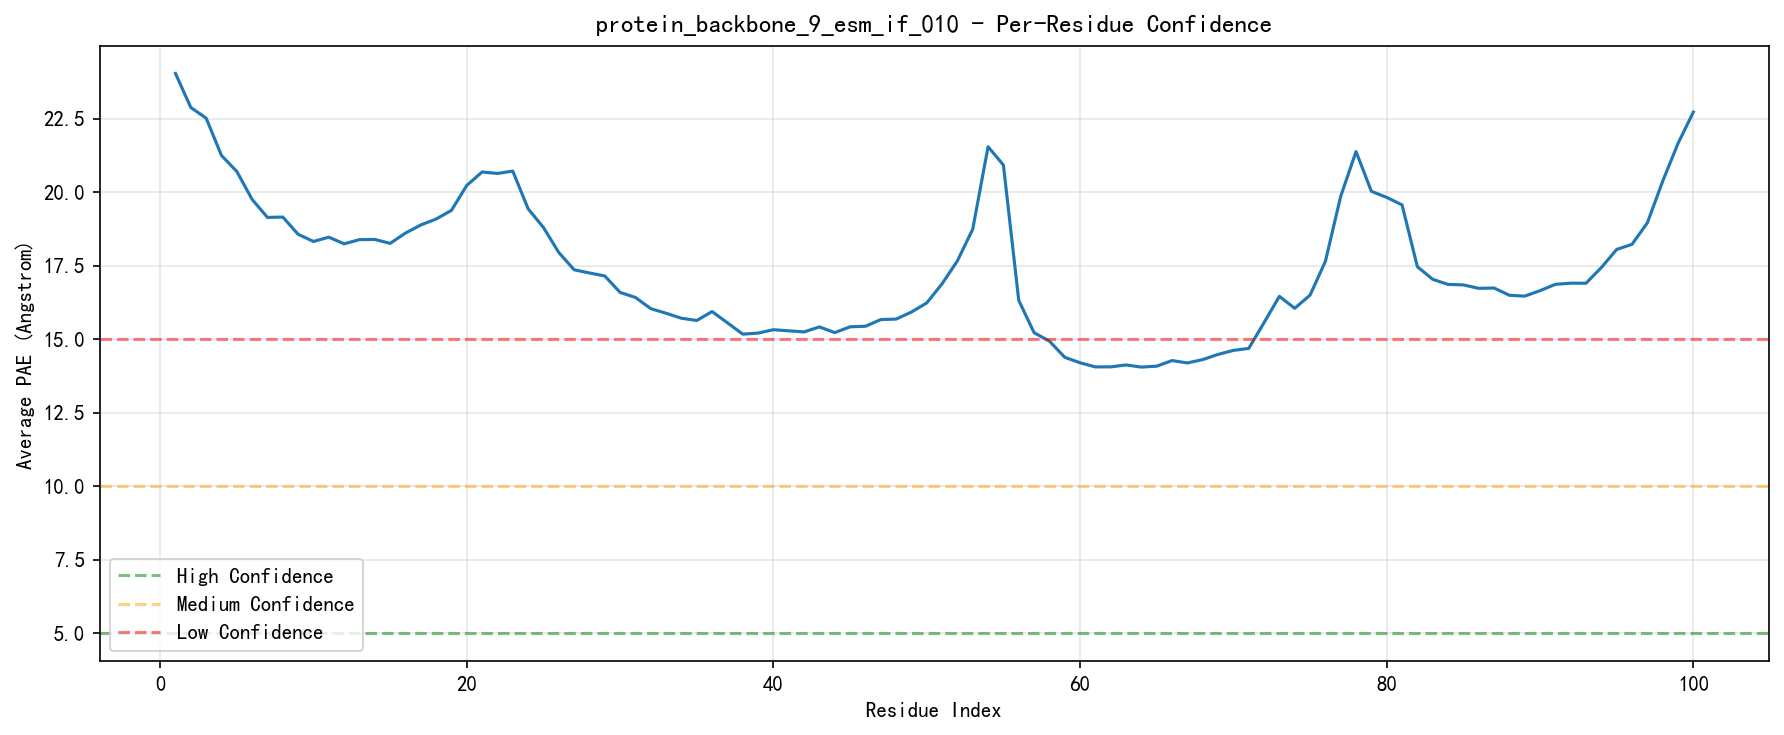 protein_backbone_9_esm_if_010 - Per-Residue Confidence
Average PAE (Angstrom)
22.5
20.0
17.5
15.0
12.5
10.0
7.5
5.0
High Confidence
Medium Confidence
Low Confidence
0 20 40 60 80 100
Residue Index